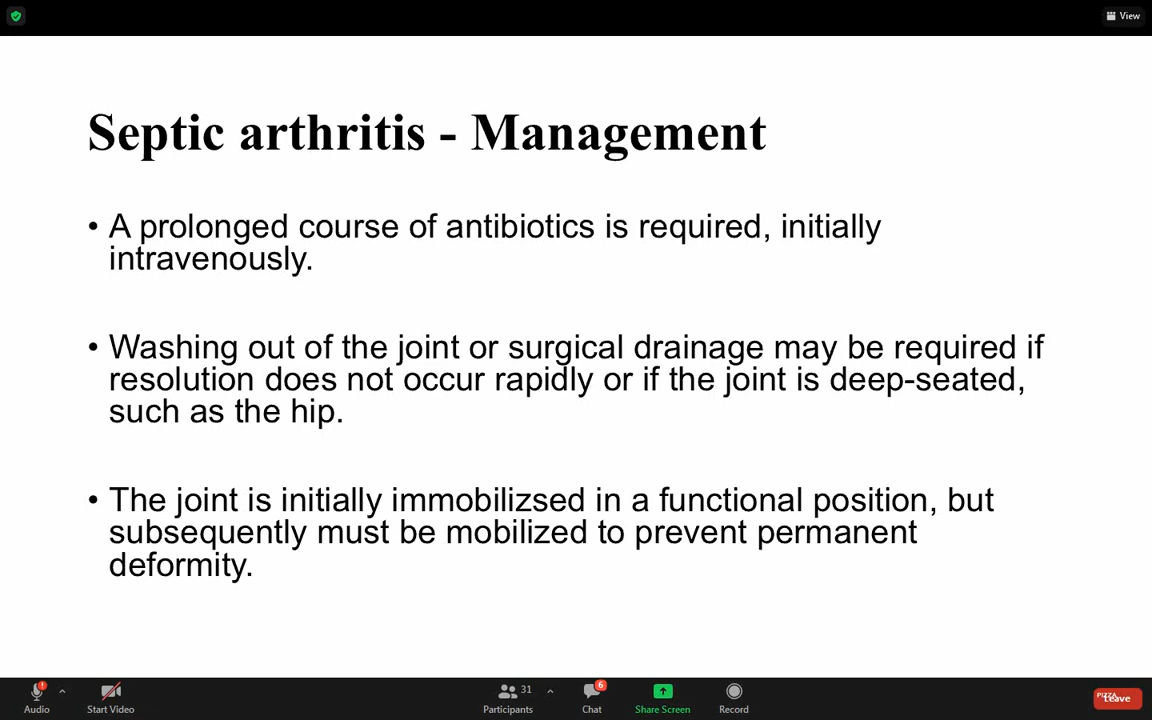 View
Septic arthritis - Management
• A prolonged course of antibiotics is required, initially
intravenously.
• Washing out of the joint or surgical drainage may be required if
resolution does not occur rapidly or if the joint is deep-seated,
such as the hip.
• The joint is initially immobilizsed in a functional position, but
subsequently must be mobilized to prevent permanent
deformity.
31
6
Audio
Start Video
Participants
Chat
Share Screen
Record
PIZZA
Leave